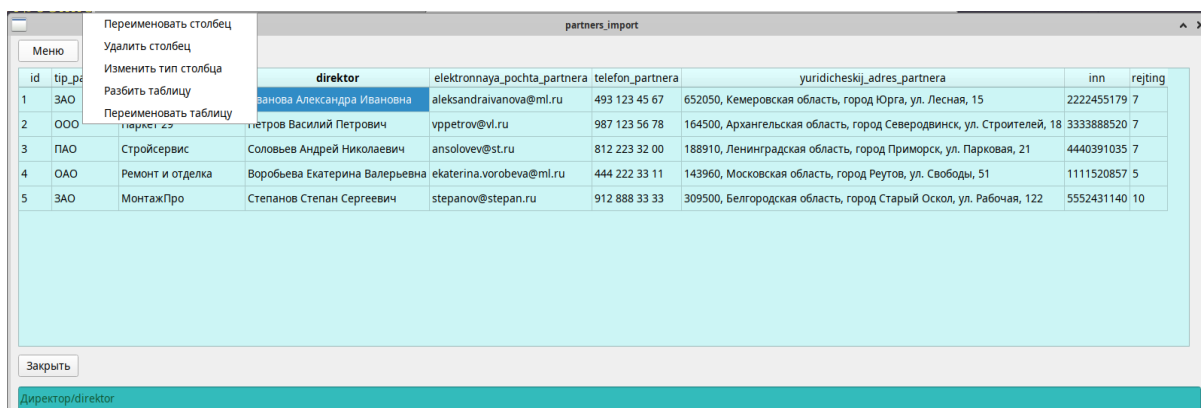 partners_import
Переименовать столбец
Удалить столбец
Изменить тип столбца
Разбить таблицу
Переименовать таблицу
Меню
id direktor elektronnaya_pochta_partnera telefon_partnera yuridicheskij_adres_partnera inn rejting
1 ЗАО Александра Ивановна aleksandraivanova@ml.ru 493 123 45 67 652050, Кемеровская область, город Юрга, ул. Лесная, 15 2222455179 7
2 ООО Паркет 29 Петров Василий Петрович vppetrov@vl.ru 987 123 56 78 164500, Архангельская область, город Северодвинск, ул. Строителей, 18 3333888520 7
3 ПАО Стройсервис Соловьев Андрей Николаевич ansolovev@st.ru 812 223 32 00 188910, Ленинградская область, город Приморск, ул. Парковая, 21 4440391035 7
4 ОАО Ремонт и отделка Воробьева Екатерина Валерьевна ekaterina.vorobeva@ml.ru 444 222 33 11 143960, Московская область, город Реутов, ул. Свободы, 51 1111520857 5
5 ЗАО МонтажПро Степанов Степан Сергеевич stepanov@stepan.ru 912 888 33 33 309500, Белгородская область, город Старый Оскол, ул. Рабочая, 122 5552431140 10
Закрыть
Директор/direktor